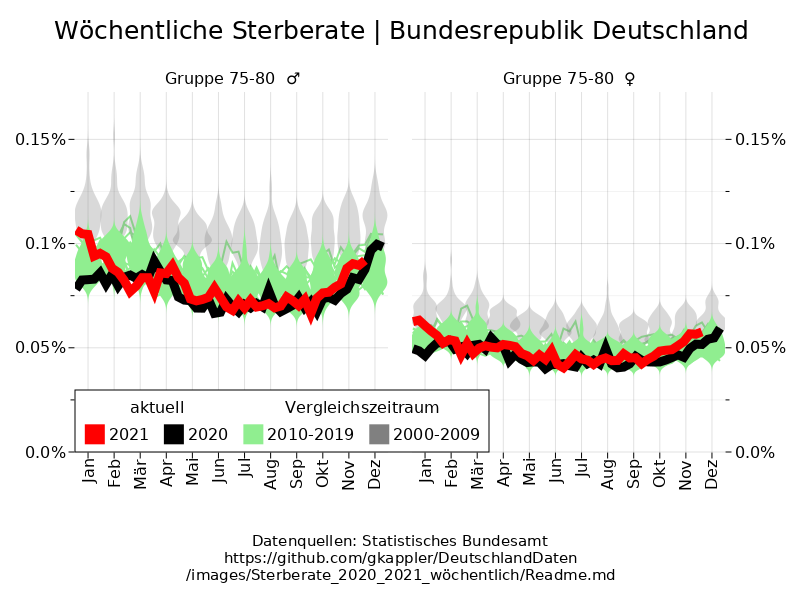 Wöchentliche Sterberate | Bundesrepublik Deutschland
Gruppe 75-80 ♂
Gruppe 75-80 ♀
0.15%
0.1%
0.05%
0.0%
0.15%
0.1%
0.05%
0.0%
aktuell Vergleichszeitraum
2021 2020 2010-2019 2000-2009
Jan Feb Mär Apr Mai Jun Jul Aug Sep Okt Nov Dez
Jan Feb Mär Apr Mai Jun Jul Aug Sep Okt Nov Dez
Datenquellen: Statistisches Bundesamt
https://github.com/gkappler/DeutschlandDaten
/images/Sterberate_2020_2021_wöchentlich/Readme.md